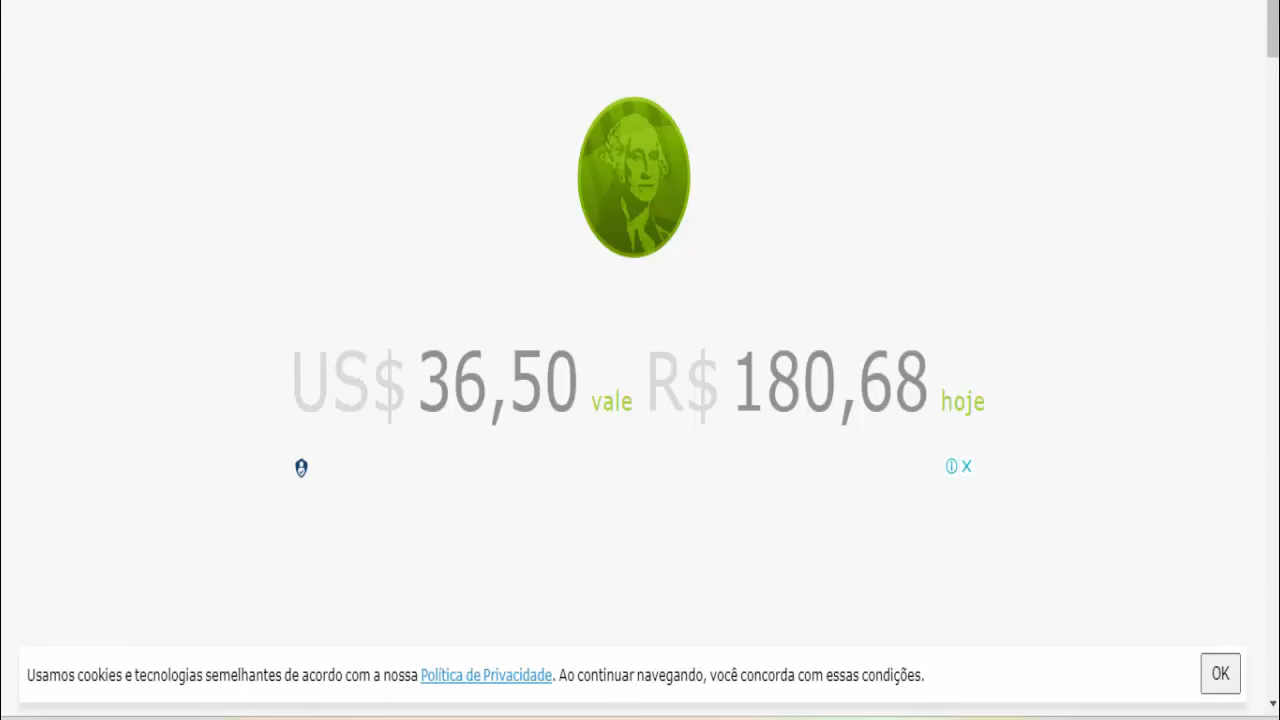 US$ 36,50 vale R$ 180,68 hoje
Usamos cookies e tecnologias semelhantes de acordo com a nossa Política de Privacidade. Ao continuar navegando, você concorda com essas condições.
OK